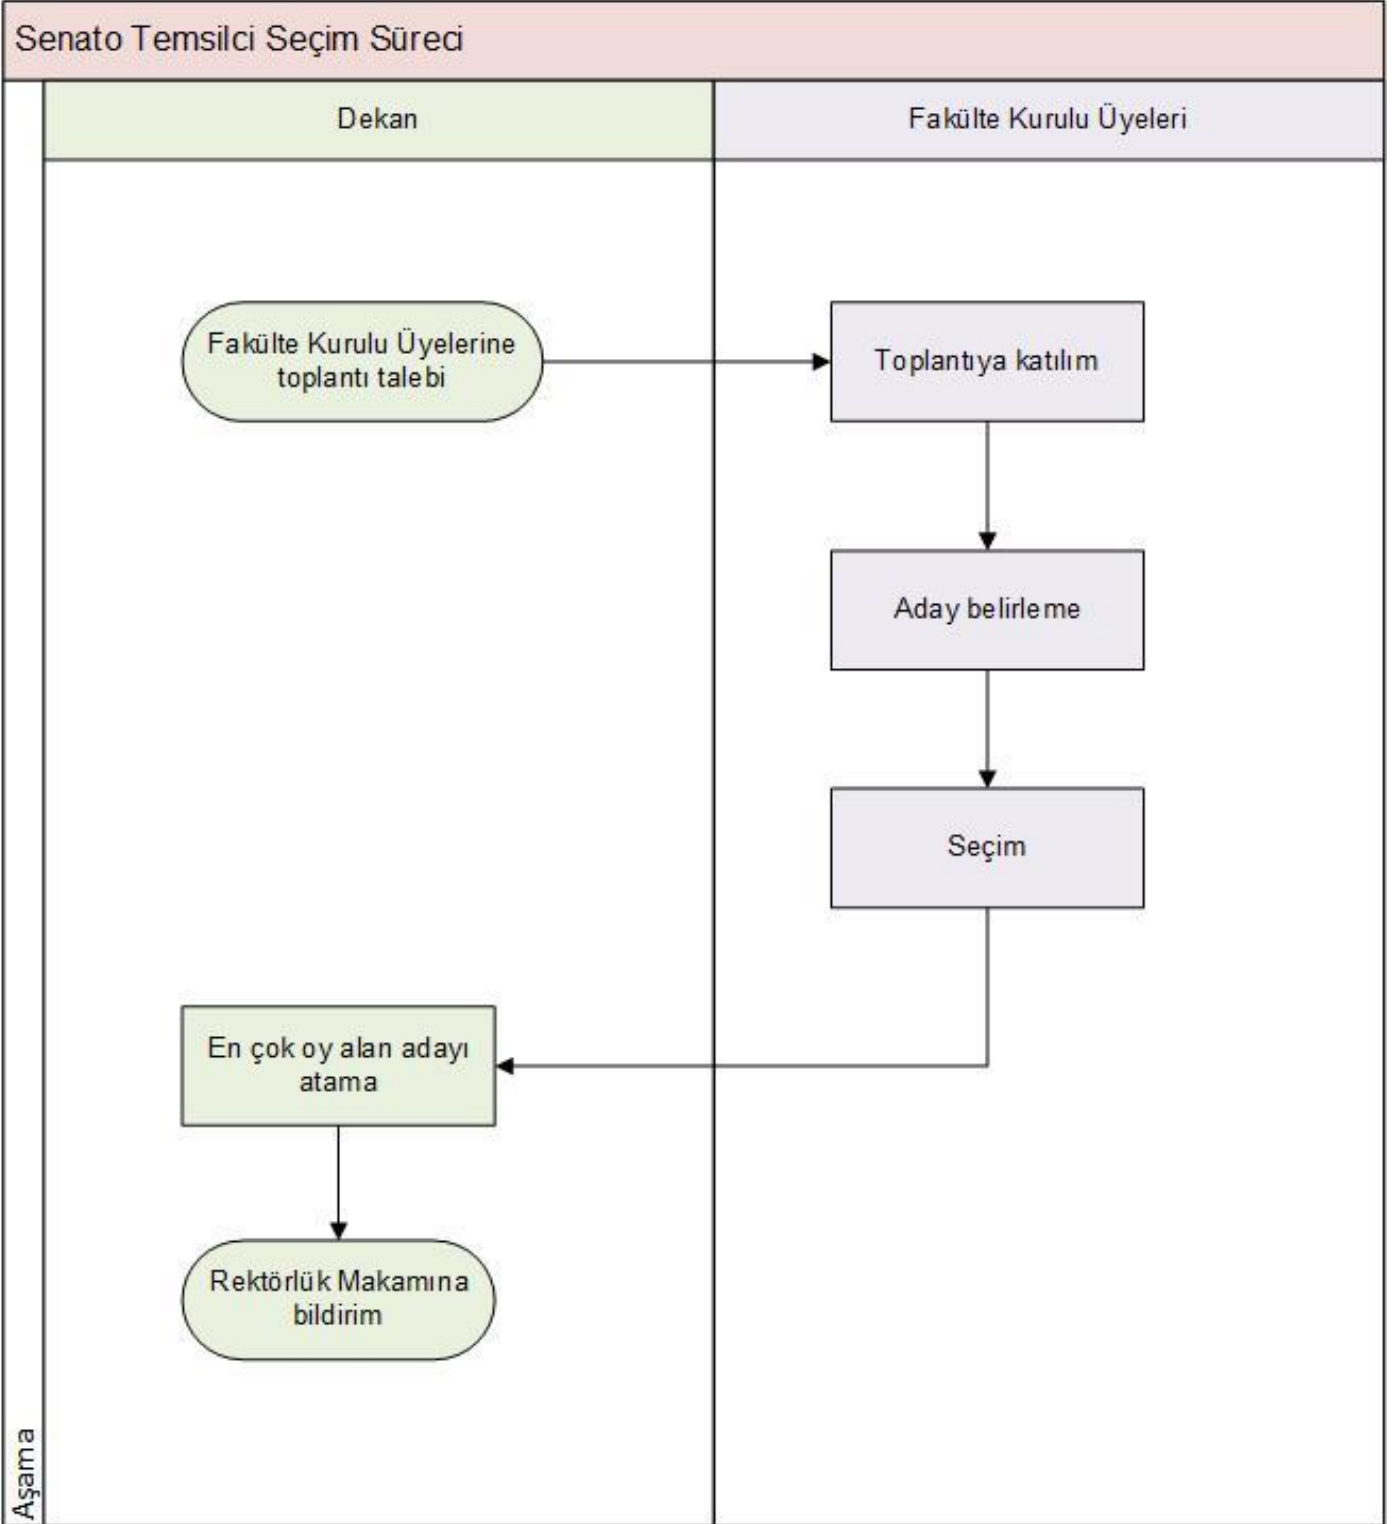 Senato Temsilci Seçim Süreci
Dekan
Fakülte Kurulu Üyeleri
Fakülte Kurulu Üyelerine
toplantı talebi
Toplantıya katılım
Aday belirleme
Seçim
En çok oy alan adayı
atama
Rektörlük Makamına
bildirim
Aşama